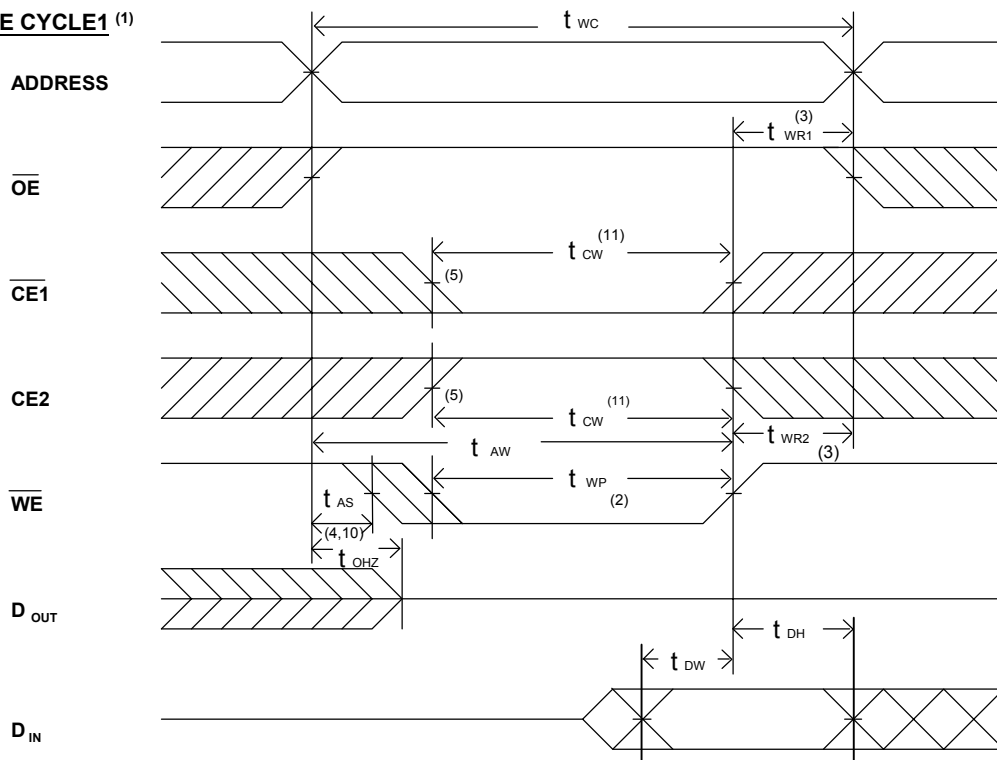 E CYCLE1 (1)
t WC
ADDRESS
t WR1 (3)
OE
t CW (11)
CE1
(5)
CE2
(5)
t CW (11)
t AW
t WR2 (3)
WE
t AS
(4,10)
t WP (2)
t OHZ
D OUT
t DH
t DW
D IN